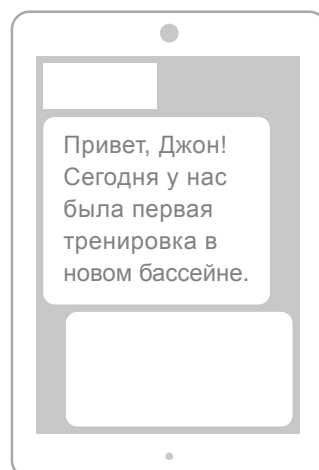 Привет, Джон!
Сегодня у нас
была первая
тренировка в
новом бассейне.